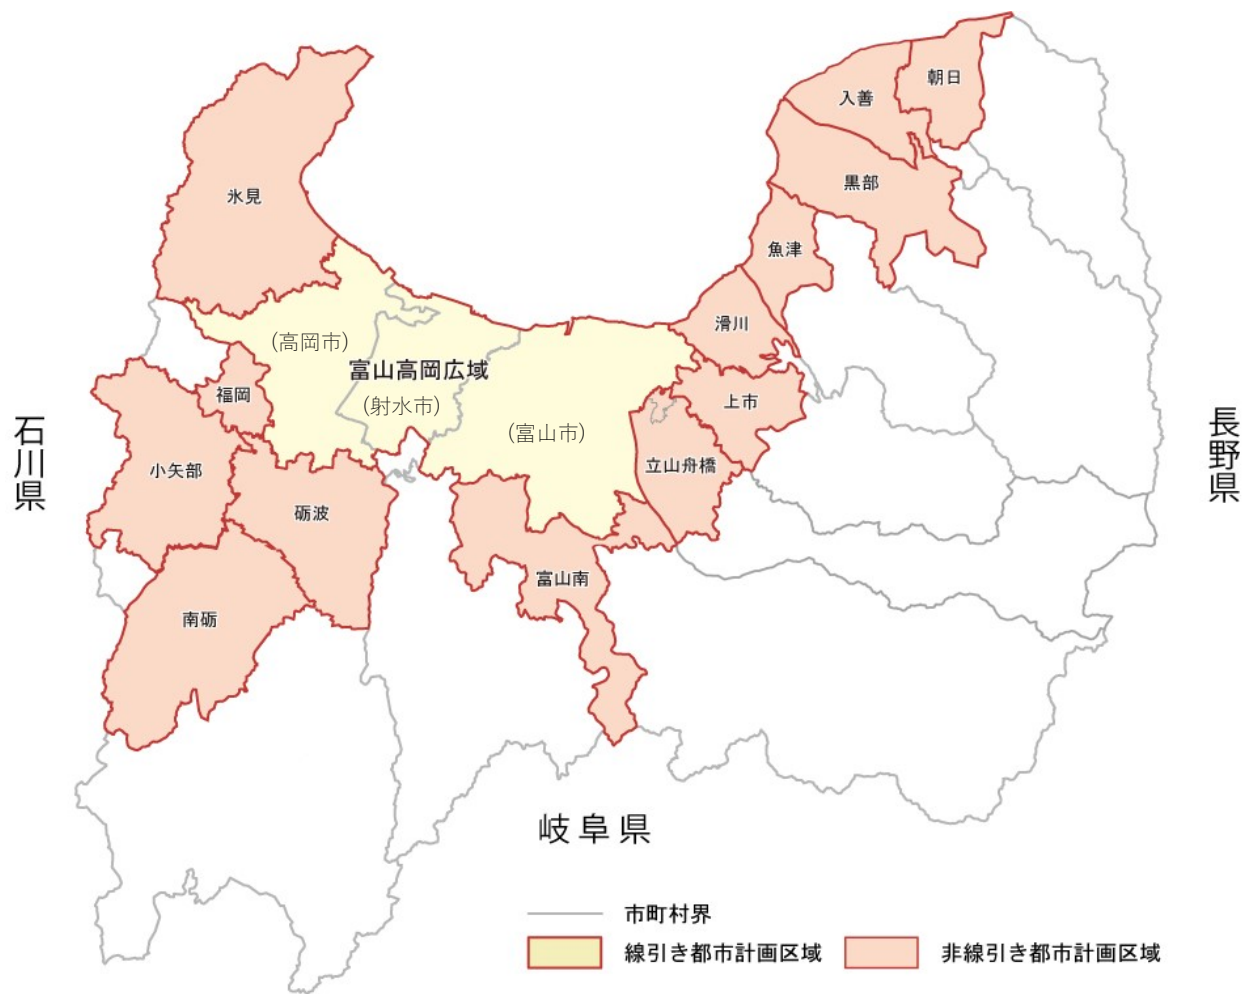 朝日
入善
黒部
氷見
魚津
滑川
(高岡市)
富山高岡広域
福岡
(射水市)
上市
(富山市)
石川県
長野県
小矢部
立山舟橋
砺波
富山南
南砺
岐阜県
市町村界
線引き都市計画区域
非線引き都市計画区域